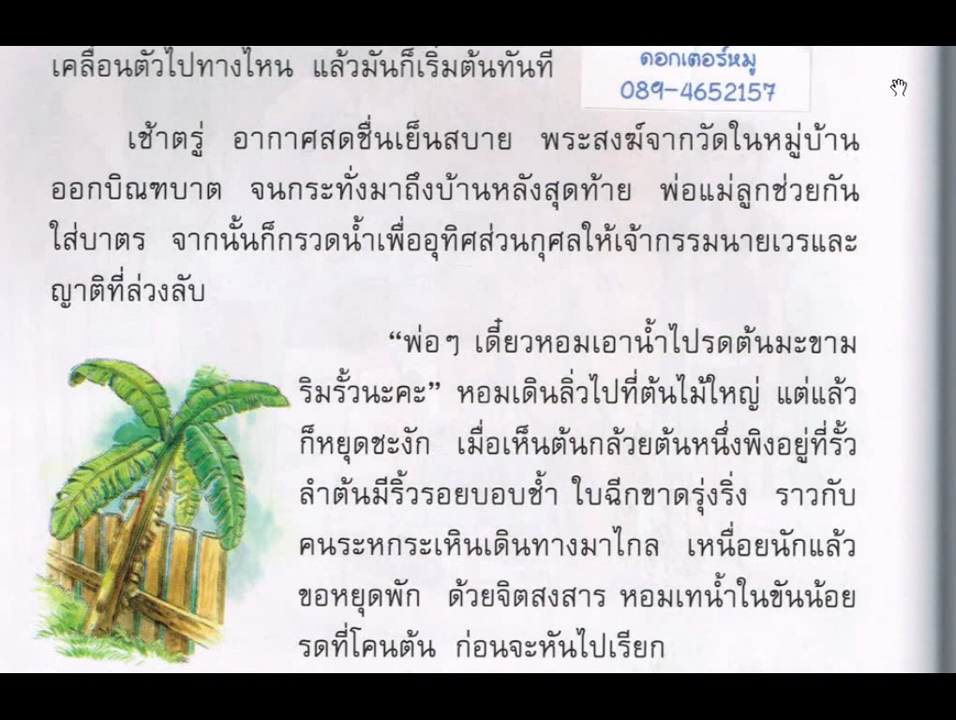 เคลื่อนตัวไปทางไหน แล้วมันก็เริ่มต้นทันที
ดอกเตอร์หมู
089-4652157
เช้าตรู่ อากาศสดชื่นเย็นสบาย พระสงฆ์จากวัดในหมู่บ้าน
ออกบิณฑบาต จนกระทั่งมาถึงบ้านหลังสุดท้าย พ่อแม่ลูกช่วยกัน
ใส่บาตร จากนั้นก็กรวดน้ำเพื่ออุทิศส่วนกุศลให้เจ้ากรรมนายเวรและ
ญาติที่ล่วงลับ
“พ่อๆ เดี๋ยวหอมเอาน้ำไปรดต้นมะขาม
ริมรั้วนะคะ” หอมเดินลิ่วไปที่ต้นไม้ใหญ่ แต่แล้ว
ก็หยุดชะงัก เมื่อเห็นต้นกล้วยต้นหนึ่งพิงอยู่ที่รั้ว
ลำต้นมีริ้วรอยบอบช้ำ ใบฉีกขาดรุ่งริ่ง ราวกับ
คนระหกระเหินเดินทางมาไกล เหนื่อยนักแล้ว
ขอหยุดพัก ด้วยจิตสงสาร หอมเทน้ำในขันน้อย
รดที่โคนต้น ก่อนจะหันไปเรียก